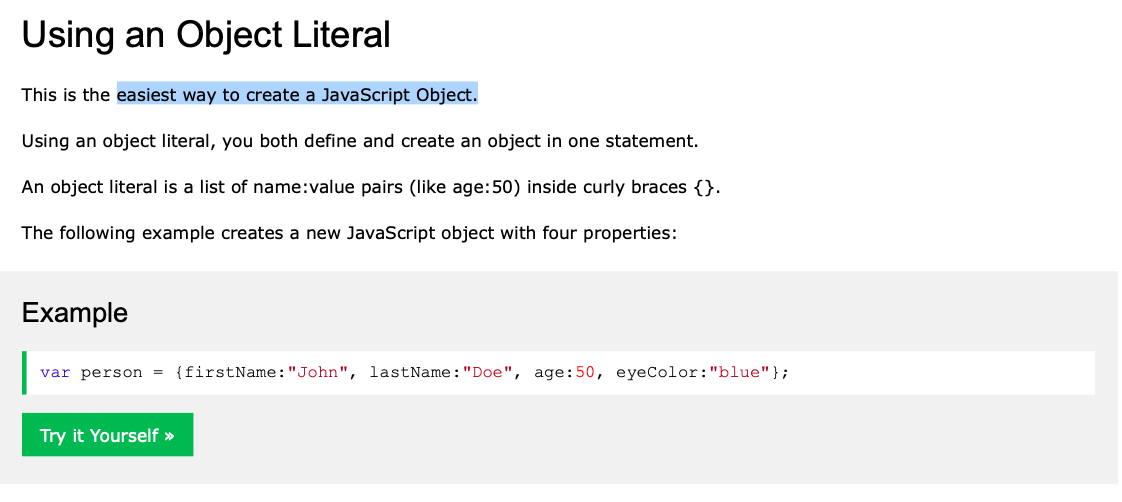 Using an Object Literal
This is the easiest way to create a JavaScript Object.
Using an object literal, you both define and create an object in one statement.
An object literal is a list of name:value pairs (like age:50) inside curly braces {}.
The following example creates a new JavaScript object with four properties:
Example
var person = {firstName:"John", lastName:"Doe", age:50, eyeColor:"blue"};
Try it Yourself »